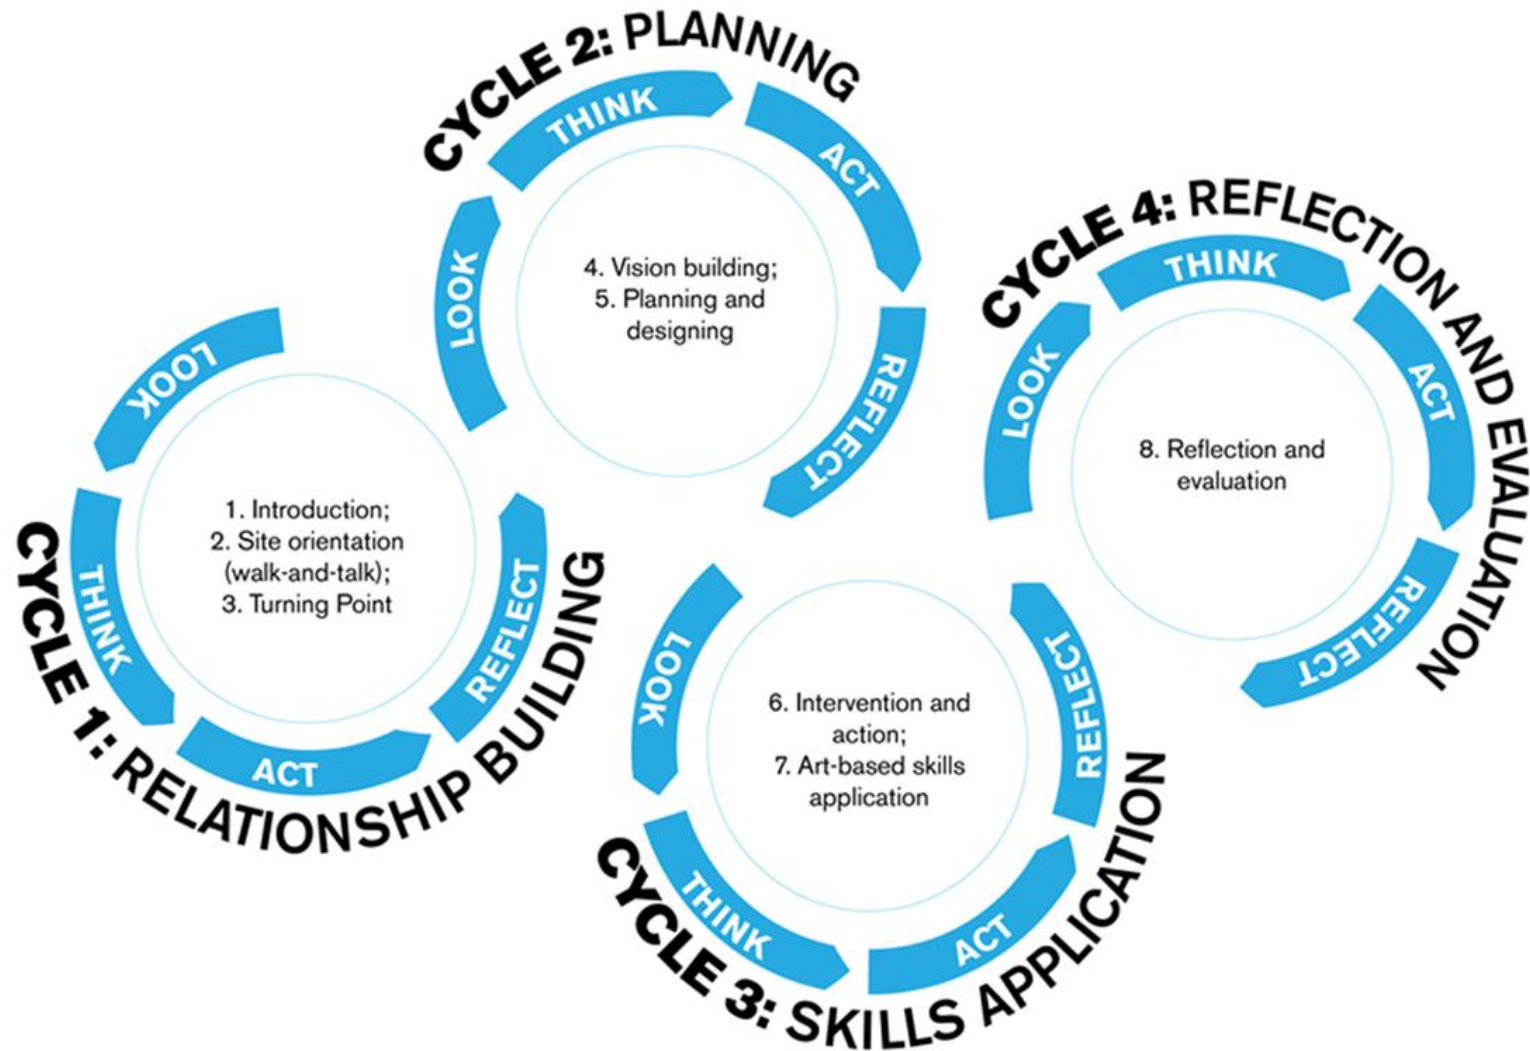 CYCLE 1: RELATIONSHIP BUILDING
LOOK
THINK
ACT
REFLECT
1. Introduction;
2. Site orientation
(walk-and-talk);
3. Turning Point
CYCLE 2: PLANNING
LOOK
THINK
ACT
REFLECT
4. Vision building;
5. Planning and
designing
CYCLE 3: SKILLS APPLICATION
LOOK
THINK
ACT
REFLECT
6. Intervention and
action;
7. Art-based skills
application
CYCLE 4: REFLECTION AND EVALUATION
LOOK
THINK
ACT
REFLECT
8. Reflection and
evaluation